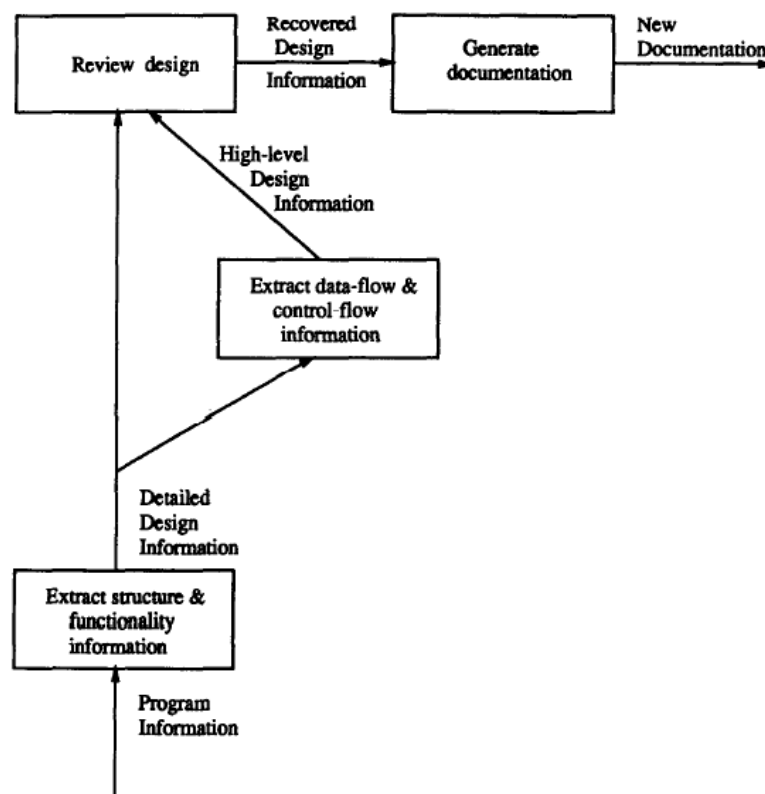 Review design
Recovered
Design
Information
Generate
documentation
New
Documentation
High-level
Design
Information
Extract data-flow &
control-flow
information
Detailed
Design
Information
Extract structure &
functionality
information
Program
Information